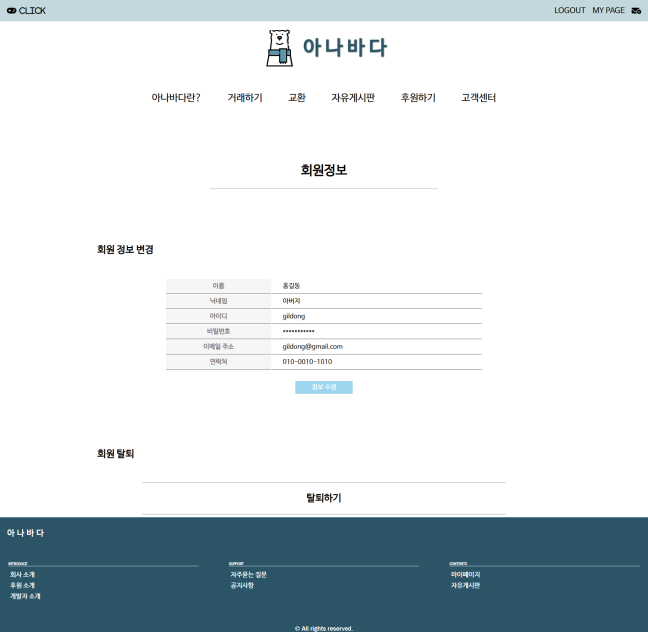 CLICK LOGOUT MY PAGE
아나바다
아나바다란? 거래하기 교환 자유게시판 후원하기 고객센터
회원정보
회원 정보 변경
이름 홍길동
닉네임 아버지
아이디 gildong
비밀번호 •••••••••••
이메일 주소 gildong@gmail.com
연락처 010-0010-1010
정보 수정
회원 탈퇴
탈퇴하기
아 나 바 다
INTRODUCE SUPPORT CONTENTS
회사 소개 자주묻는 질문 마이페이지
후원 소개 공지사항 자유게시판
개발자 소개
© All rights reserved.